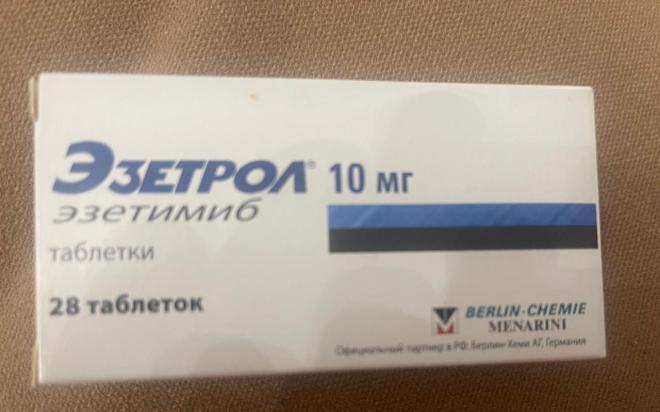 Эзетрол® 10 мг
эзетимиб
таблетки
28 таблеток
BERLIN-CHEMIE
MENARINI
Официальный партнер в РФ: Берлин-Хеми АГ, Германия